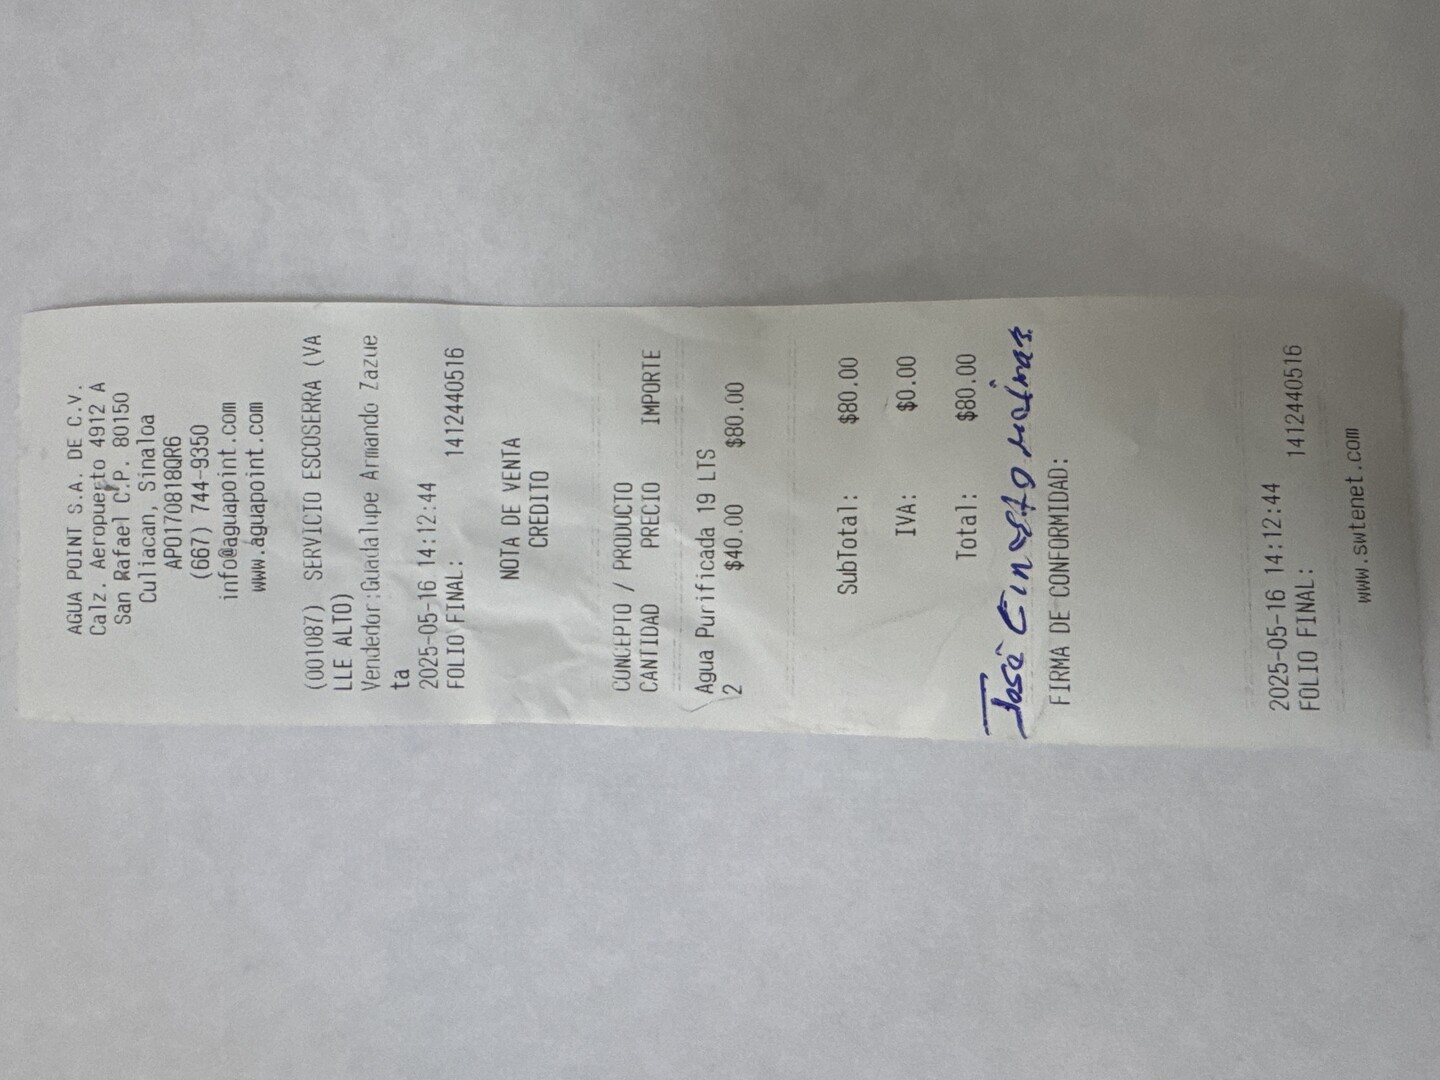 AGUA POINT S.A. DE C.V.
Calz. Aeropuerto 4912 A
San Rafael C.P. 80150
Culiacan, Sinaloa
APO170818QR6
(667) 744-9350
info@aguapoint.com
www.aguapoint.com
(001087) SERVICIO ESCOSERRA (VA
LLE ALTO)
Vendedor:Guadalupe Armando Zazue
ta
2025-05-16 14:12:44
FOLIO FINAL: 1412440516
NOTA DE VENTA
CREDITO
CONCEPTO / PRODUCTO
CANTIDAD PRECIO IMPORTE
Agua Purificada 19 LTS
2 $40.00 $80.00
SubTotal: $80.00
IVA: $0.00
Total: $80.00
José
FIRMA DE CONFORMIDAD:
2025-05-16 14:12:44
FOLIO FINAL: 1412440516
www.swtenet.com